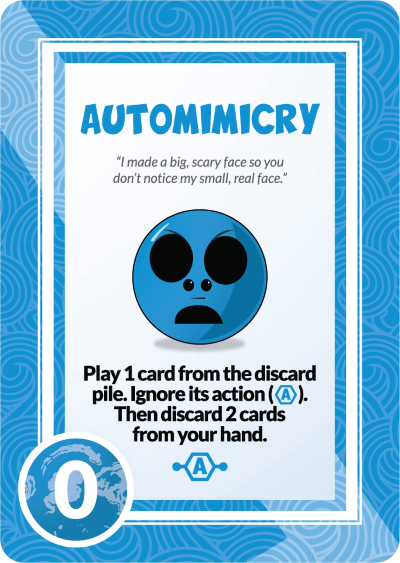 AUTOMIMICRY
“I made a big, scary face so you
don’t notice my small, real face.”
Play 1 card from the discard
pile. Ignore its action (A).
Then discard 2 cards
from your hand.
A
0